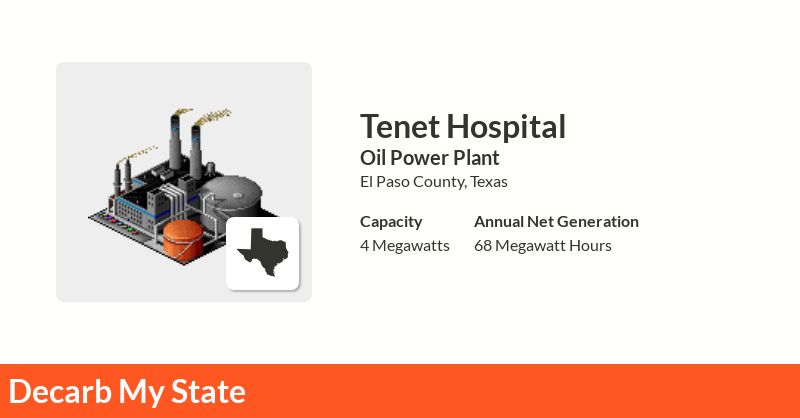 Tenet Hospital
Oil Power Plant
El Paso County, Texas
Capacity
Annual Net Generation
4 Megawatts
68 Megawatt Hours
Decarb My State